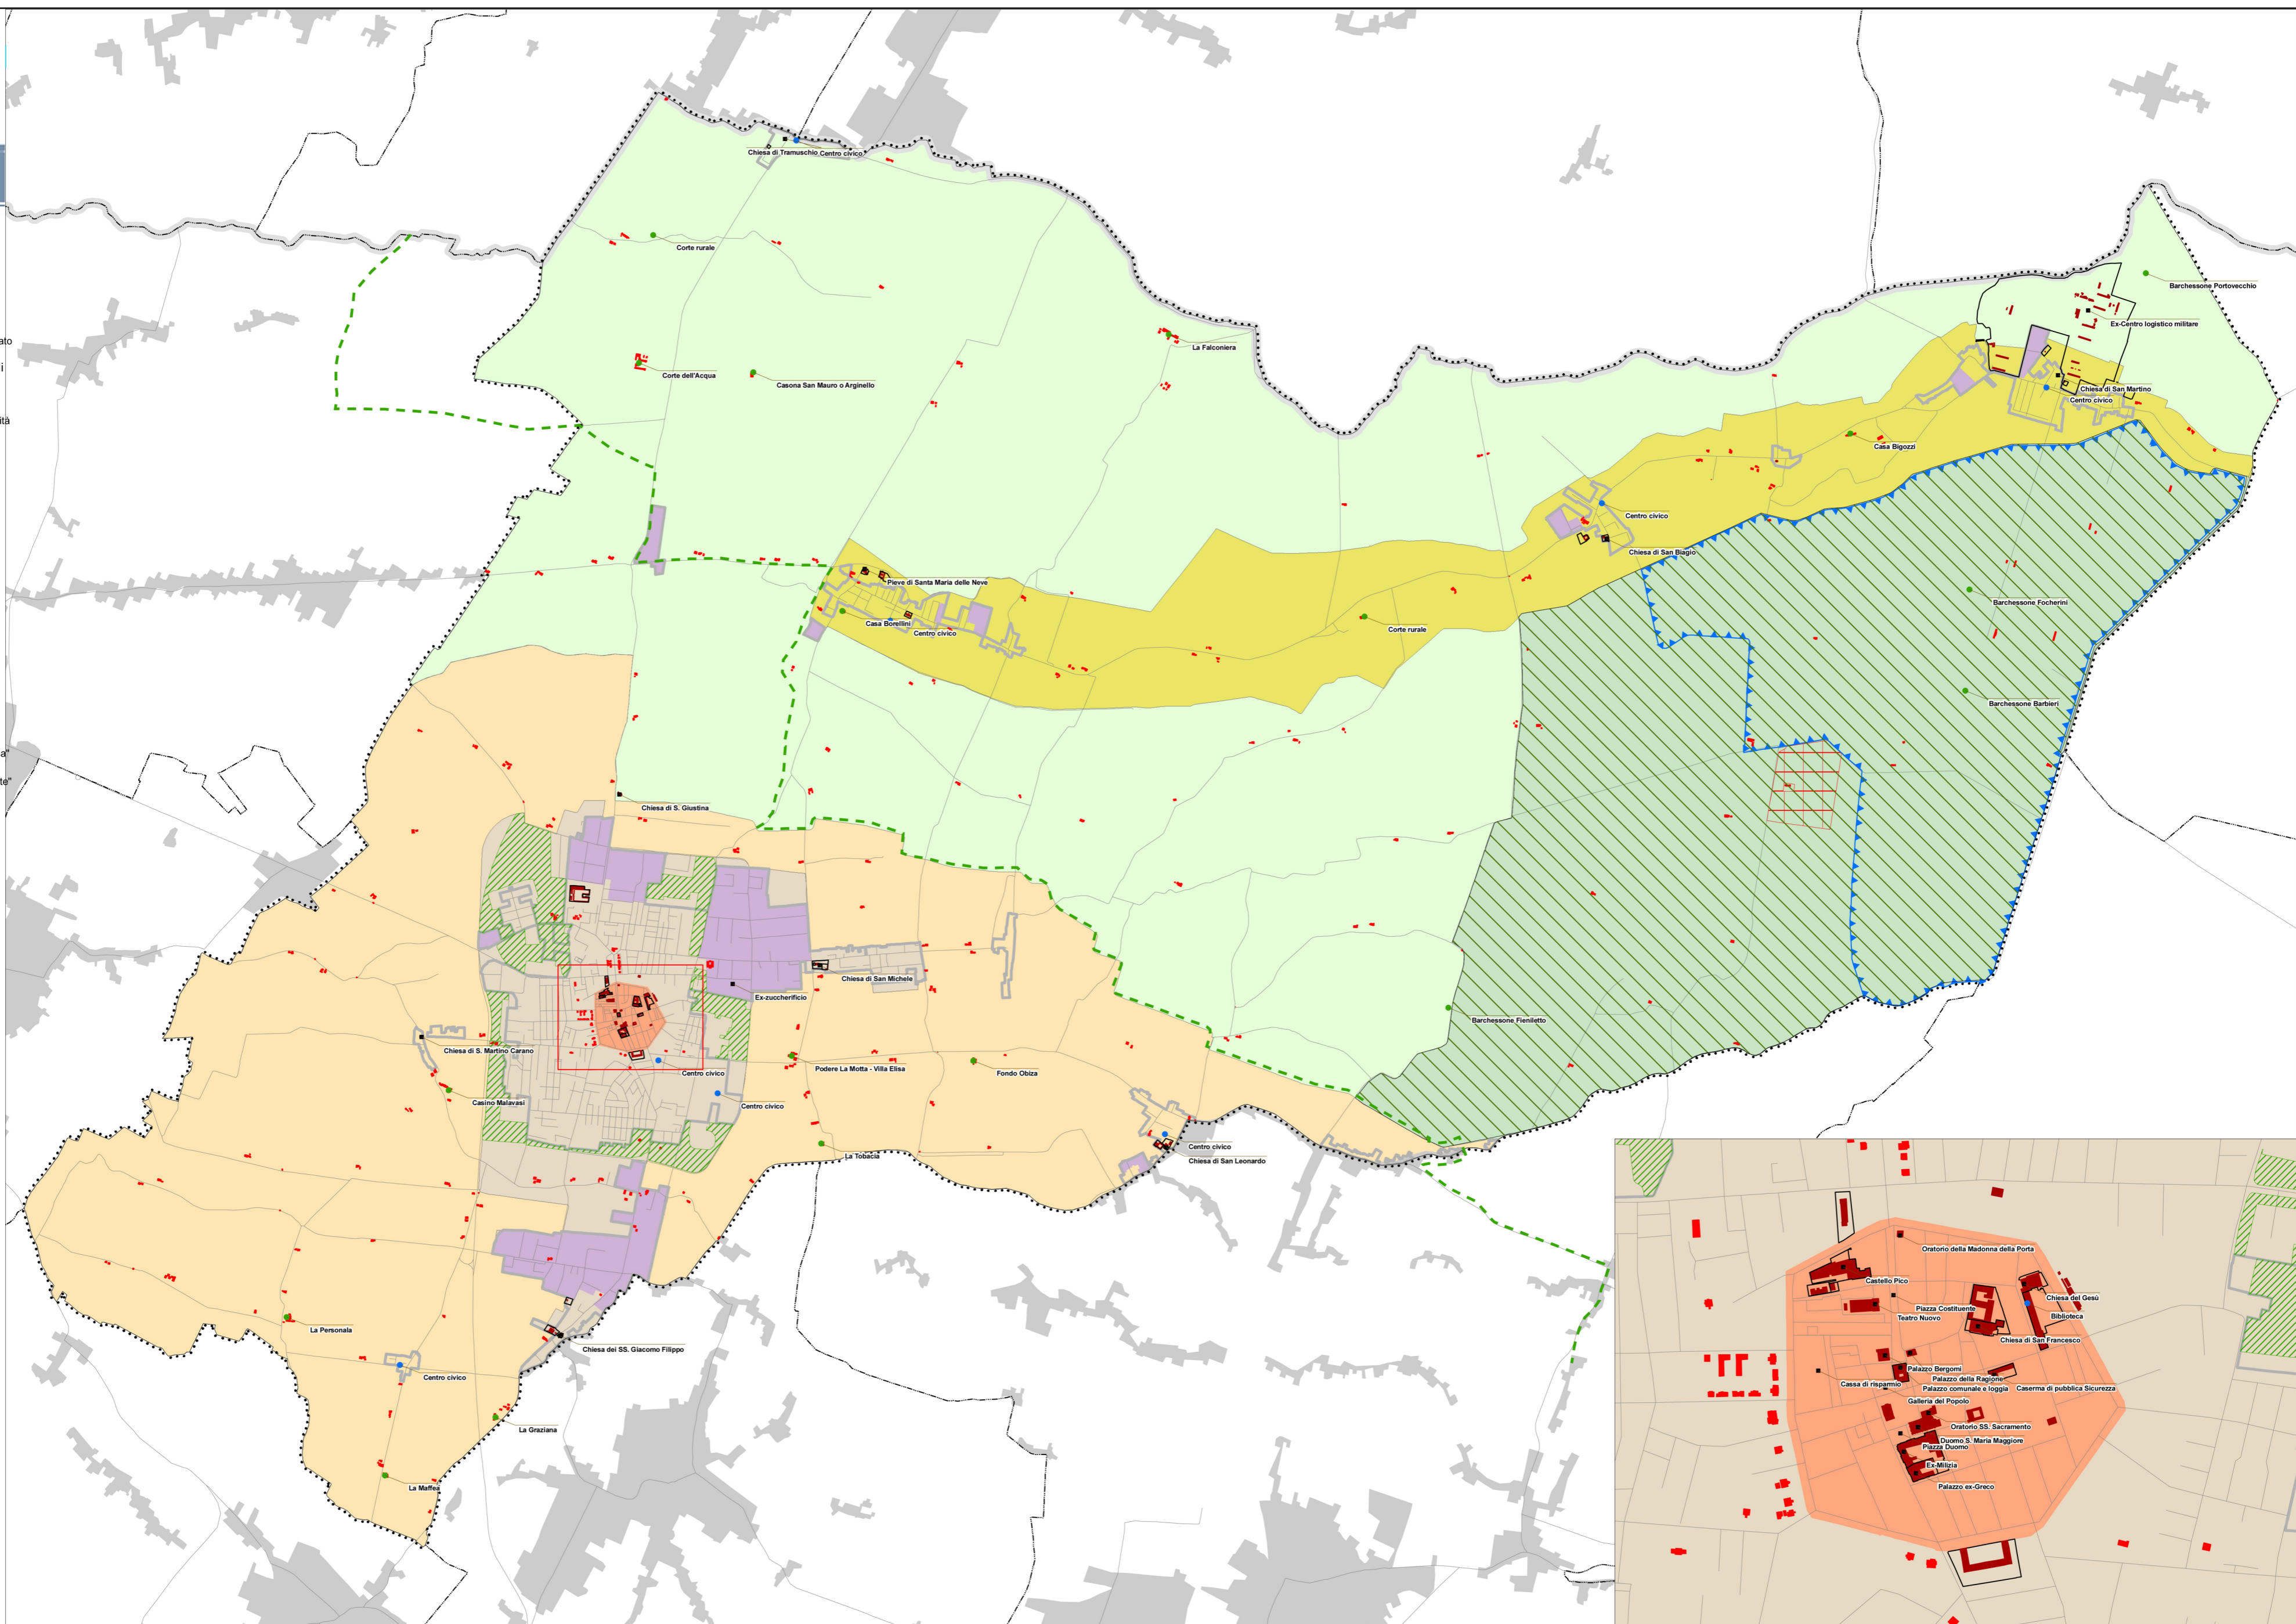 Chiesa di Tramuschio
Centro civico
Corte rurale
Barchessone Portovecchio
Ex-Centro logistico militare
ato
La Falconiera
i
Corte dell'Acqua
Casona San Mauro o Arginello
Chiesa di San Martino
Centro civico
ità
Casa Bigozzi
Centro civico
Chiesa di San Biagio
Pieve di Santa Maria delle Neve
Barchessone Focherini
Casa Borellini
Centro civico
Corte rurale
Barchessone Barbieri
a"
te"
Chiesa di S. Giustina
Chiesa di San Michele
Ex-zuccherificio
Barchessone Fieniletto
Chiesa di S. Martino Carano
Centro civico
Podere La Motta - Villa Elisa
Fondo Obiza
Casino Malavasi
Centro civico
La Tobacia
Centro civico
Chiesa di San Leonardo
La Personala
Chiesa dei SS. Giacomo Filippo
Centro civico
La Graziana
La Maffea
Oratorio della Madonna della Porta
Castello Pico
Chiesa del Gesù
Piazza Costituente
Biblioteca
Teatro Nuovo
Chiesa di San Francesco
Palazzo Bergomi
Palazzo della Ragione
Cassa di risparmio
Palazzo comunale e loggia
Caserma di pubblica Sicurezza
Galleria del Popolo
Oratorio SS. Sacramento
Duomo S. Maria Maggiore
Piazza Duomo
Ex-Milizia
Palazzo ex-Greco